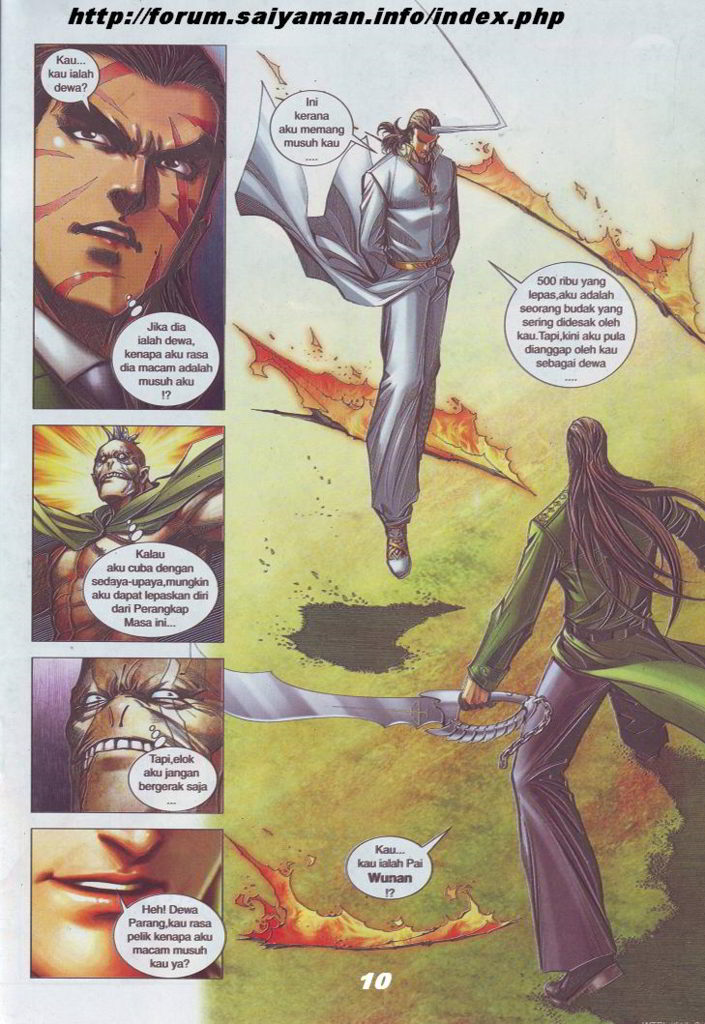 http://forum.saiyaman.info/index.php
Kau...
kau ialah
dewa?
Jika dia
ialah dewa,
kenapa aku rasa
dia macam adalah
musuh aku
!?
Kalau
aku cuba dengan
sedaya-upaya,mungkin
aku dapat lepaskan diri
dari Perangkap
Masa ini...
Tapi,elok
aku jangan
bergerak saja
...
Heh! Dewa
Parang,kau rasa
pelik kenapa aku
macam musuh
kau ya?
Ini
kerana
aku memang
musuh kau
....
500 ribu yang
lepas,aku adalah
seorang budak yang
sering didesak oleh
kau.Tapi,kini aku pula
dianggap oleh kau
sebagai dewa
....
Kau...
kau ialah Pai
Wunan
!?
10